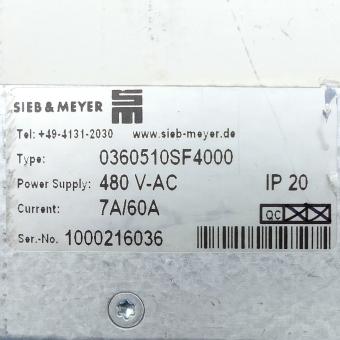 SIEB & MEYER SM
Tel: +49-4131-2030 www.sieb-meyer.de
Type: 0360510SF4000
Power Supply: 480 V-AC IP 20
Current: 7A/60A QC
Ser.-No. 1000216036